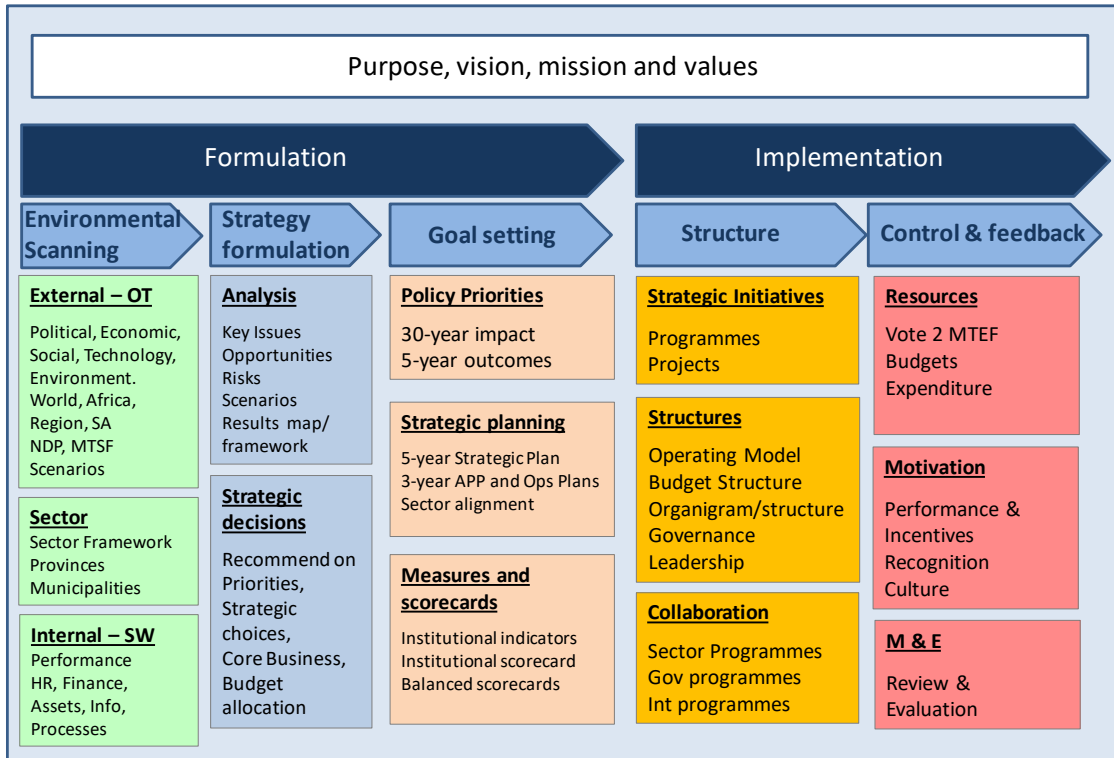 Purpose, vision, mission and values
Formulation
Implementation
Environmental
Scanning
Strategy
formulation
Goal setting
Structure
Control & feedback
External – OT
Political, Economic,
Social, Technology,
Environment.
World, Africa,
Region, SA
NDP, MTSF
Scenarios
Sector
Sector Framework
Provinces
Municipalities
Internal – SW
Performance
HR, Finance,
Assets, Info,
Processes
Analysis
Key Issues
Opportunities
Risks
Scenarios
Results map/
framework
Strategic
decisions
Recommend on
Priorities,
Strategic
choices,
Core Business,
Budget
allocation
Policy Priorities
30-year impact
5-year outcomes
Strategic planning
5-year Strategic Plan
3-year APP and Ops Plans
Sector alignment
Measures and
scorecards
Institutional indicators
Institutional scorecard
Balanced scorecards
Strategic Initiatives
Programmes
Projects
Structures
Operating Model
Budget Structure
Organigram/structure
Governance
Leadership
Collaboration
Sector Programmes
Gov programmes
Int programmes
Resources
Vote 2 MTEF
Budgets
Expenditure
Motivation
Performance &
Incentives
Recognition
Culture
M & E
Review &
Evaluation